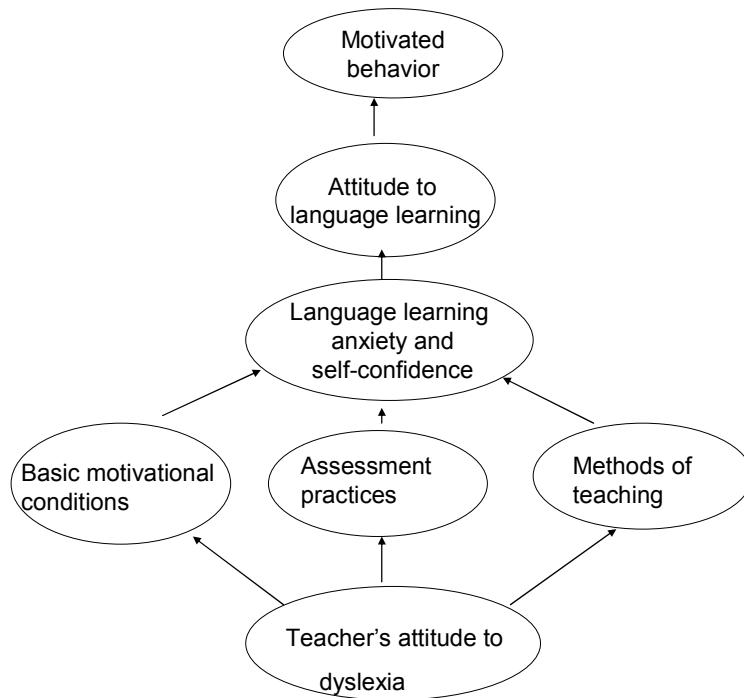 Motivated
behavior
Attitude to
language learning
Language learning
anxiety and
self-confidence
Basic motivational
conditions
Assessment
practices
Methods of
teaching
Teacher’s attitude to
dyslexia